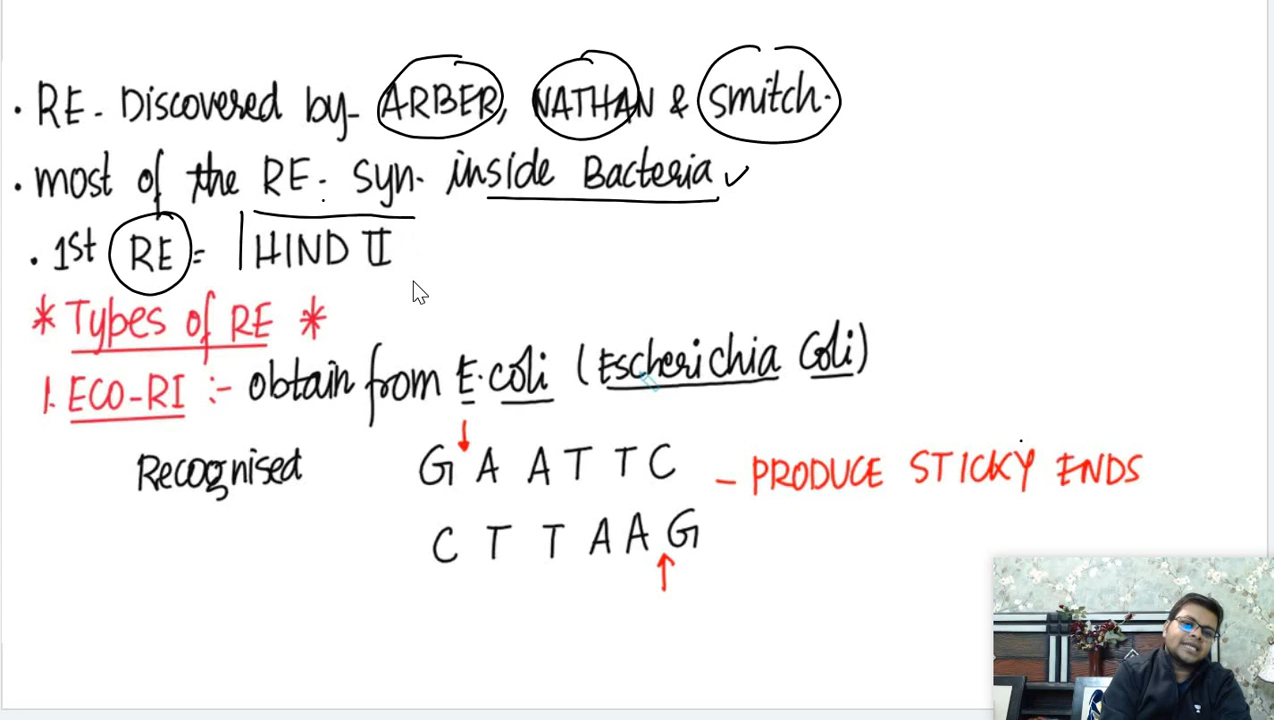 · RE - Discovered by - ARBER, NATHAN & Smitch.
· most of the RE. Syn. inside Bacteria ✓
· 1st RE = HIND II
* Types of RE *
1. ECO-RI :- obtain from E.coli (Escherichia Coli)
Recognised G↓A A T T C - PRODUCE STICKY ENDS
C T T A A↑G